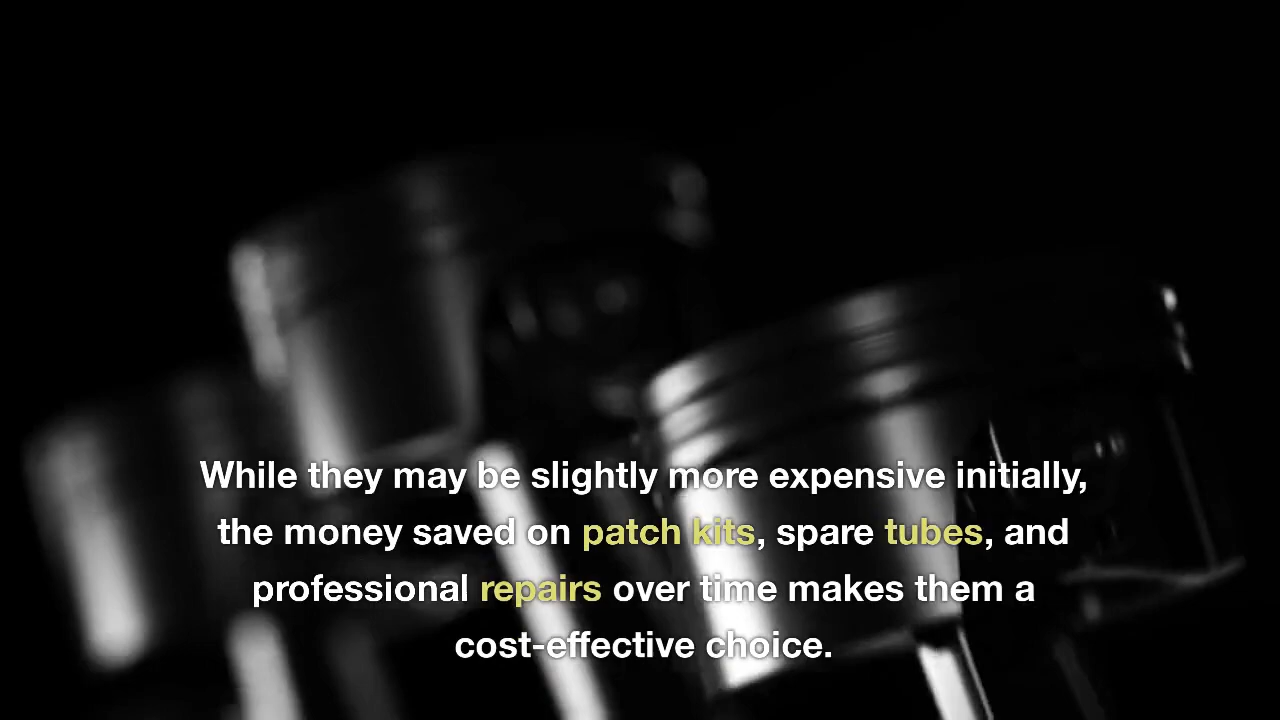 While they may be slightly more expensive initially,
the money saved on patch kits, spare tubes, and
professional repairs over time makes them a
cost-effective choice.